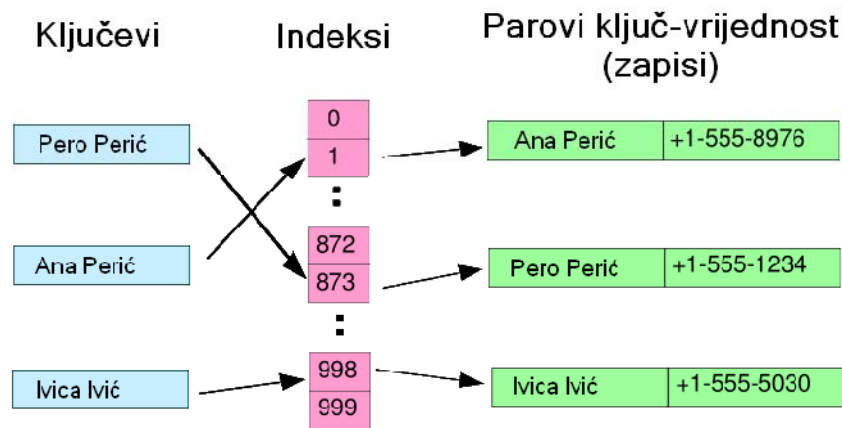 Ključevi
Indeksi
Parovi ključ-vrijednost
(zapisi)
Pero Perić
Ana Perić
Ivica Ivić
0
1
:
872
873
:
998
999
Ana Perić +1-555-8976
Pero Perić +1-555-1234
Ivica Ivić +1-555-5030